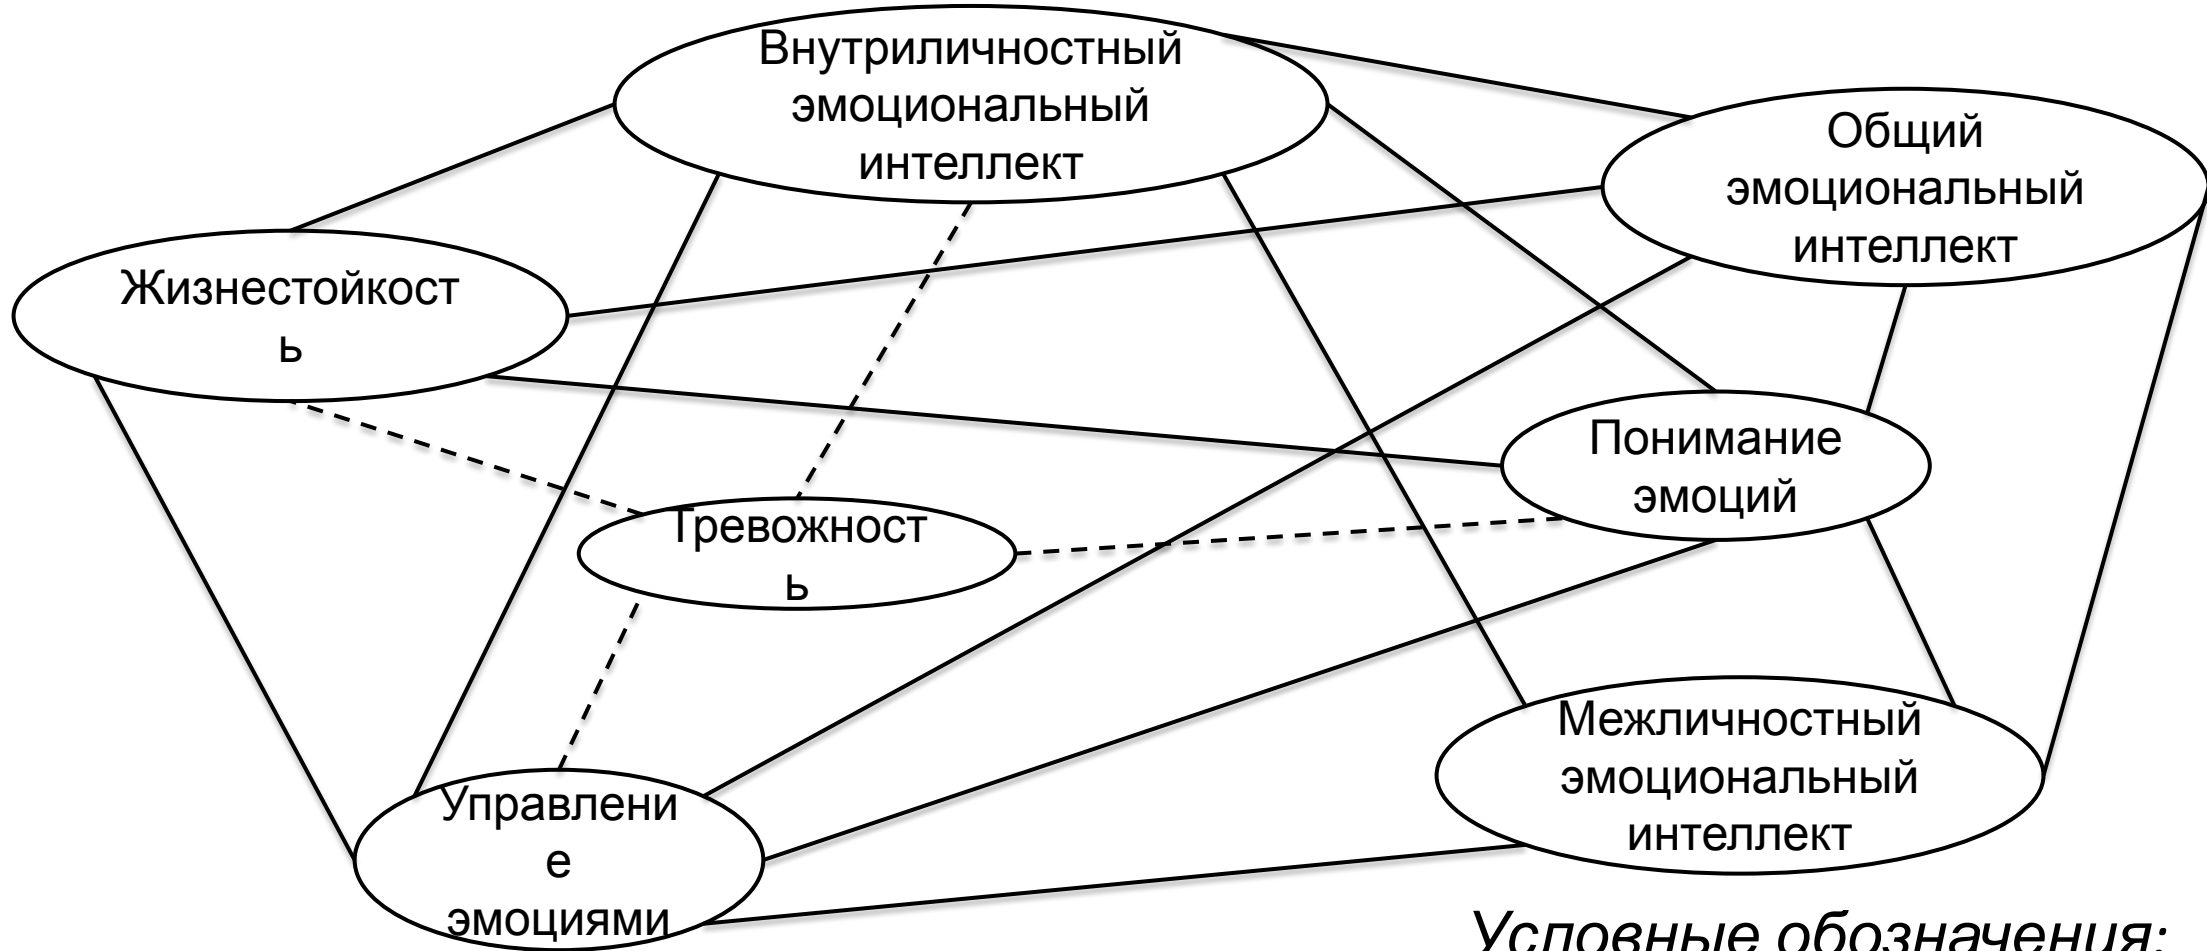 Внутриличностный
эмоциональный
интеллект
Общий
эмоциональный
интеллект
Жизнестойкост
ь
Понимание
эмоций
Тревожност
ь
Межличностный
эмоциональный
интеллект
Управлени
е
эмоциями
Условные обозначения: